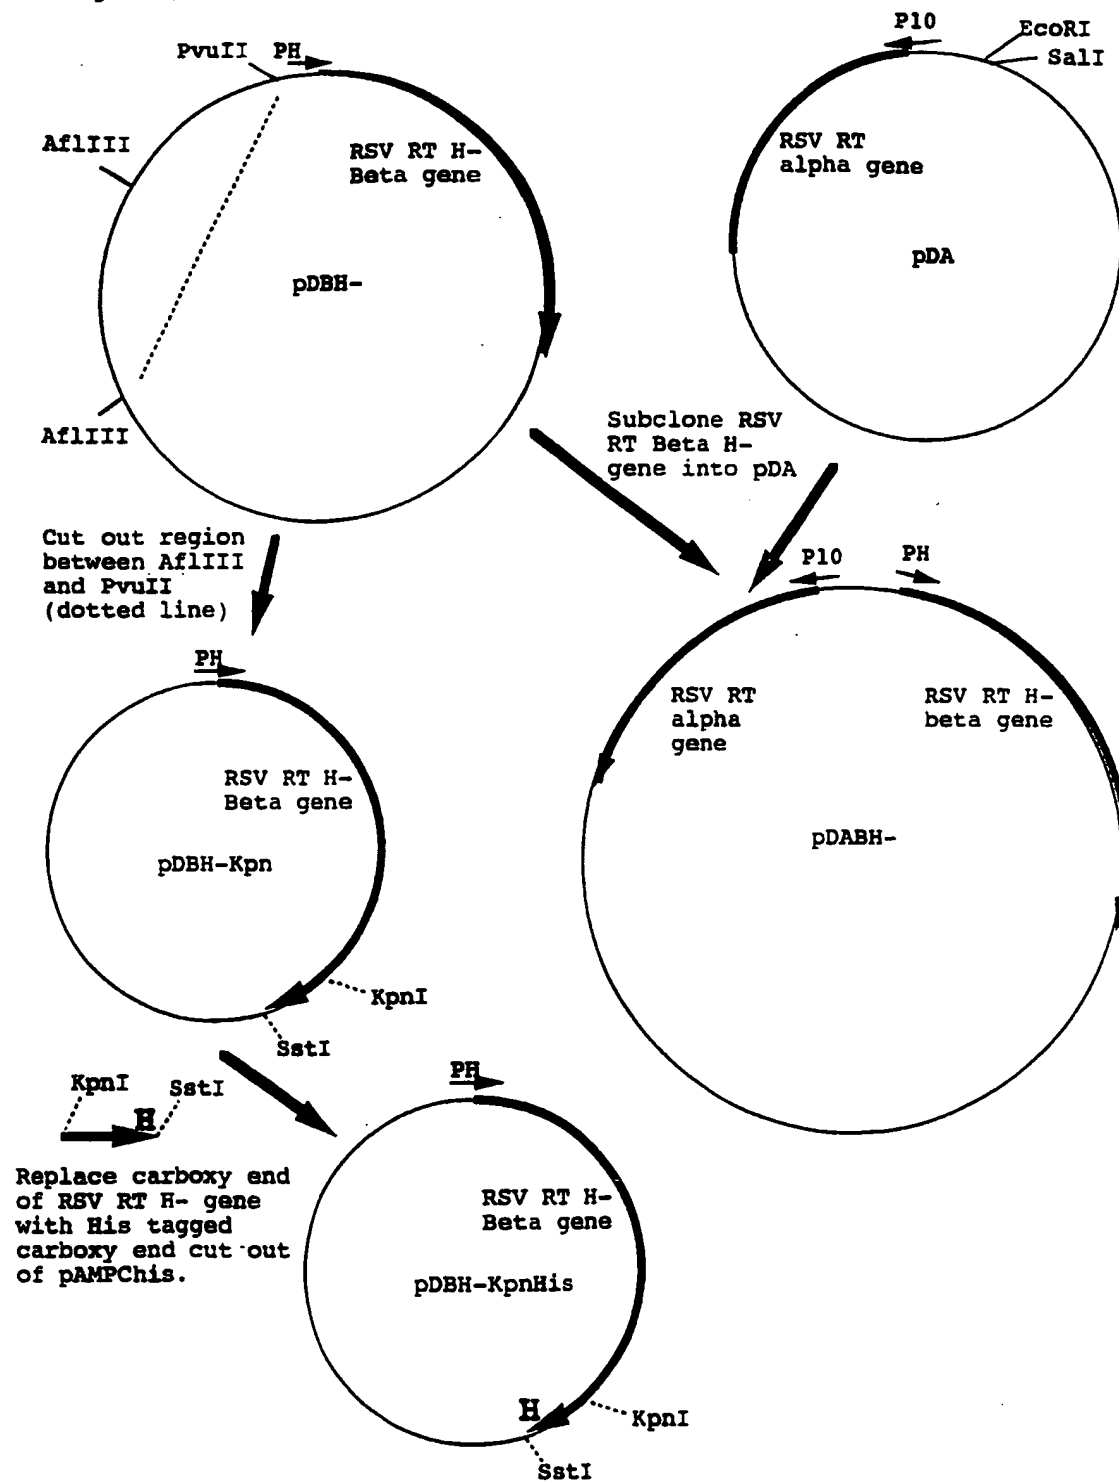 PvuII
PH
AflIII
RSV RT H-
Beta gene
pDBH-
AflIII
P10
EcoRI
SalI
RSV RT
alpha gene
pDA
Subclone RSV
RT Beta H-
gene into pDA
Cut out region
between AflIII
and PvuII
(dotted line)
P10
PH
RSV RT
alpha
gene
RSV RT H-
beta gene
pDABH-
PH
RSV RT H-
Beta gene
pDBH-Kpn
KpnI
SstI
KpnI
SstI
H
Replace carboxy end
of RSV RT H- gene
with His tagged
carboxy end cut out
of pAMPChis.
PH
RSV RT H-
Beta gene
pDBH-KpnHis
H
KpnI
SstI